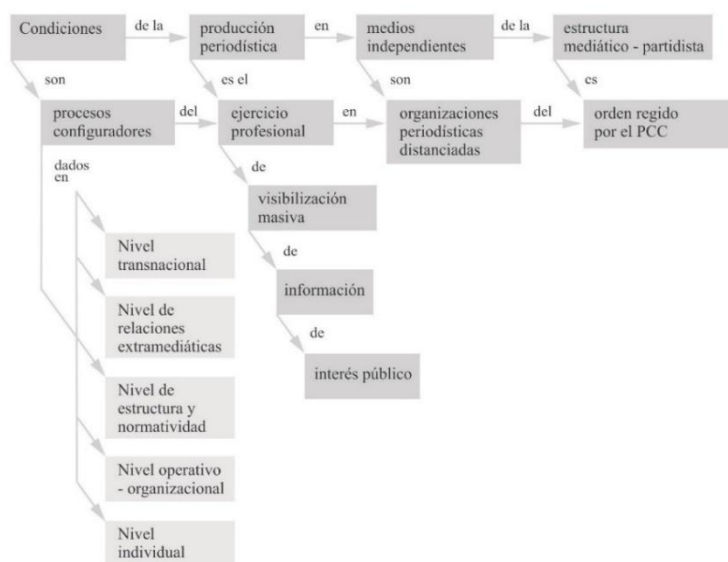 Condiciones
de la
producción
periodística
en
medios
independientes
de la
estructura
mediático - partidista
son
es el
son
es
procesos
configuradores
del
ejercicio
profesional
en
organizaciones
periodísticas
distanciadas
del
orden regido
por el PCC
dados
en
de
visibilización
masiva
Nivel
transnacional
de
información
Nivel de
relaciones
extramediáticas
de
interés público
Nivel de
estructura y
normatividad
Nivel operativo
- organizacional
Nivel
individual